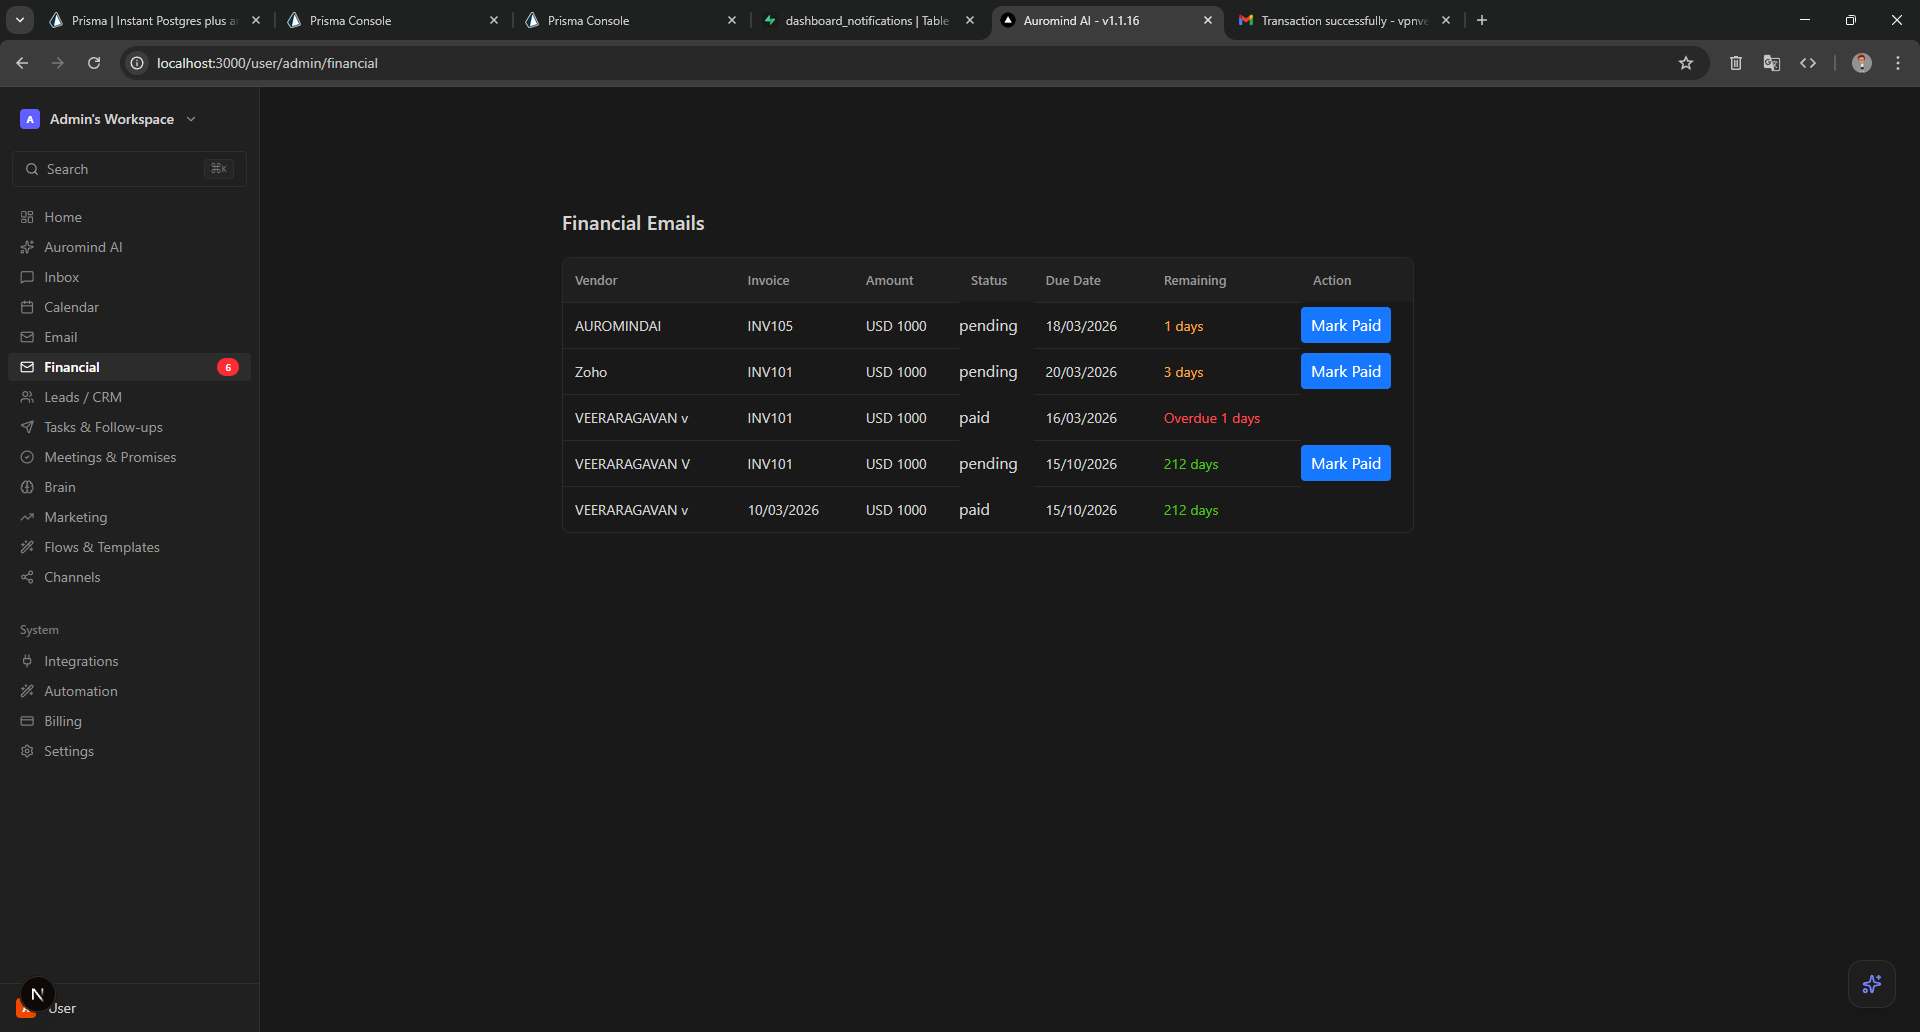 Prisma | Instant Postgres plus a
Prisma Console
Prisma Console
dashboard_notifications | Table
Auromind AI - v1.1.16
Transaction successfully - vpnve
localhost:3000/user/admin/financial
A Admin's Workspace
Search ⌘K
Home
Auromind AI
Inbox
Calendar
Email
Financial 6
Leads / CRM
Tasks & Follow-ups
Meetings & Promises
Brain
Marketing
Flows & Templates
Channels
System
Integrations
Automation
Billing
Settings
N User
Financial Emails
Vendor Invoice Amount Status Due Date Remaining Action
AUROMINDAI INV105 USD 1000 pending 18/03/2026 1 days Mark Paid
Zoho INV101 USD 1000 pending 20/03/2026 3 days Mark Paid
VEERARAGAVAN v INV101 USD 1000 paid 16/03/2026 Overdue 1 days
VEERARAGAVAN V INV101 USD 1000 pending 15/10/2026 212 days Mark Paid
VEERARAGAVAN v 10/03/2026 USD 1000 paid 15/10/2026 212 days